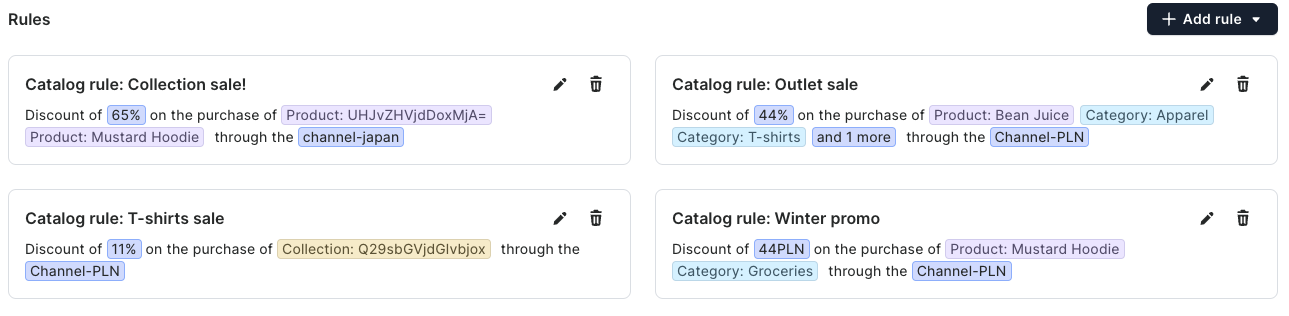 Rules
Add rule
Catalog rule: Collection sale!
Discount of 65% on the purchase of Product: UHJvZHVjdDoxMjA=
Product: Mustard Hoodie through the channel-japan
Catalog rule: Outlet sale
Discount of 44% on the purchase of Product: Bean Juice Category: Apparel
Category: T-shirts and 1 more through the Channel-PLN
Catalog rule: T-shirts sale
Discount of 11% on the purchase of Collection: Q29sbGVjdGlvbjox through the
Channel-PLN
Catalog rule: Winter promo
Discount of 44PLN on the purchase of Product: Mustard Hoodie
Category: Groceries through the Channel-PLN